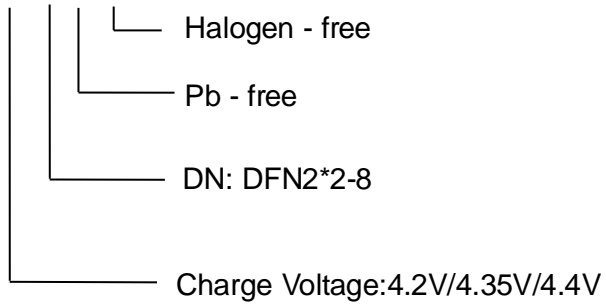 Halogen - free
Pb - free
DN: DFN2*2-8
Charge Voltage:4.2V/4.35V/4.4V